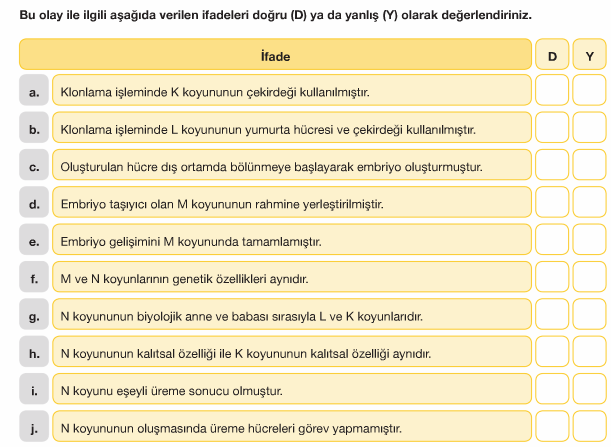 Bu olay ile ilgili aşağıda verilen ifadeleri doğru (D) ya da yanlış (Y) olarak değerlendiriniz.
İfade D Y
a. Klonlama işleminde K koyununun çekirdeği kullanılmıştır.
b. Klonlama işleminde L koyununun yumurta hücresi ve çekirdeği kullanılmıştır.
c. Oluşturulan hücre dış ortamda bölünmeye başlayarak embriyo oluşturmuştur.
d. Embriyo taşıyıcı olan M koyununun rahmine yerleştirilmiştir.
e. Embriyo gelişimini M koyununda tamamlamıştır.
f. M ve N koyunlarının genetik özellikleri aynıdır.
g. N koyununun biyolojik anne ve babası sırasıyla L ve K koyunlarıdır.
h. N koyununun kalıtsal özelliği ile K koyununun kalıtsal özelliği aynıdır.
i. N koyunu eşeyli üreme sonucu olmuştur.
j. N koyununun oluşmasında üreme hücreleri görev yapmamıştır.